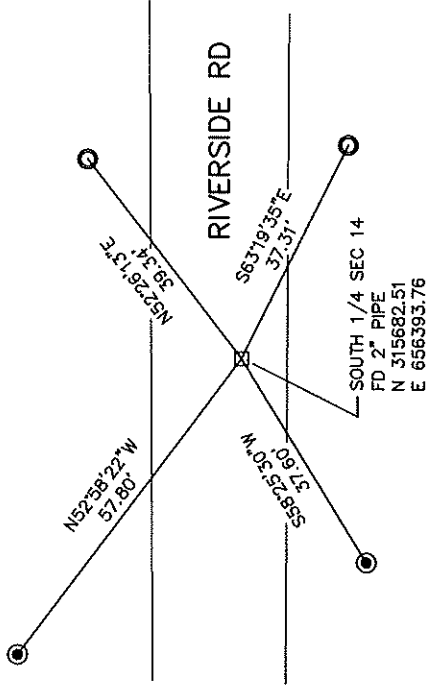 RIVERSIDE RD
N52°26'13"E
39.34'
N52°58'22"W
57.80'
S63°19'35"E
37.31'
S58°25'30"W
37.60'
SOUTH 1/4 SEC 14
FD 2" PIPE
N 315682.51
E 656393.76